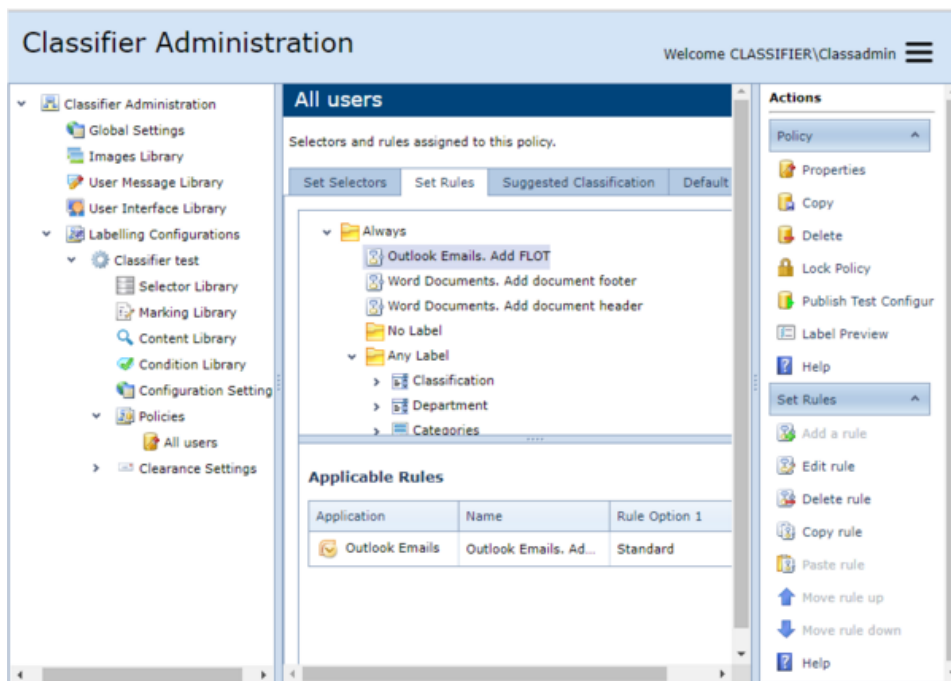 Classifier Administration
Welcome CLASSIFIER\Classadmin
Classifier Administration
Global Settings
Images Library
User Message Library
User Interface Library
Labelling Configurations
Classifier test
Selector Library
Marking Library
Content Library
Condition Library
Configuration Setting
Policies
All users
Clearance Settings
All users
Selectors and rules assigned to this policy.
Set Selectors Set Rules Suggested Classification Default
Always
Outlook Emails. Add FLOT
Word Documents. Add document footer
Word Documents. Add document header
No Label
Any Label
Classification
Department
Categories
Applicable Rules
Application Name Rule Option 1
Outlook Emails Outlook Emails. Ad... Standard
Actions
Policy
Properties
Copy
Delete
Lock Policy
Publish Test Configur
Label Preview
Help
Set Rules
Add a rule
Edit rule
Delete rule
Copy rule
Paste rule
Move rule up
Move rule down
Help